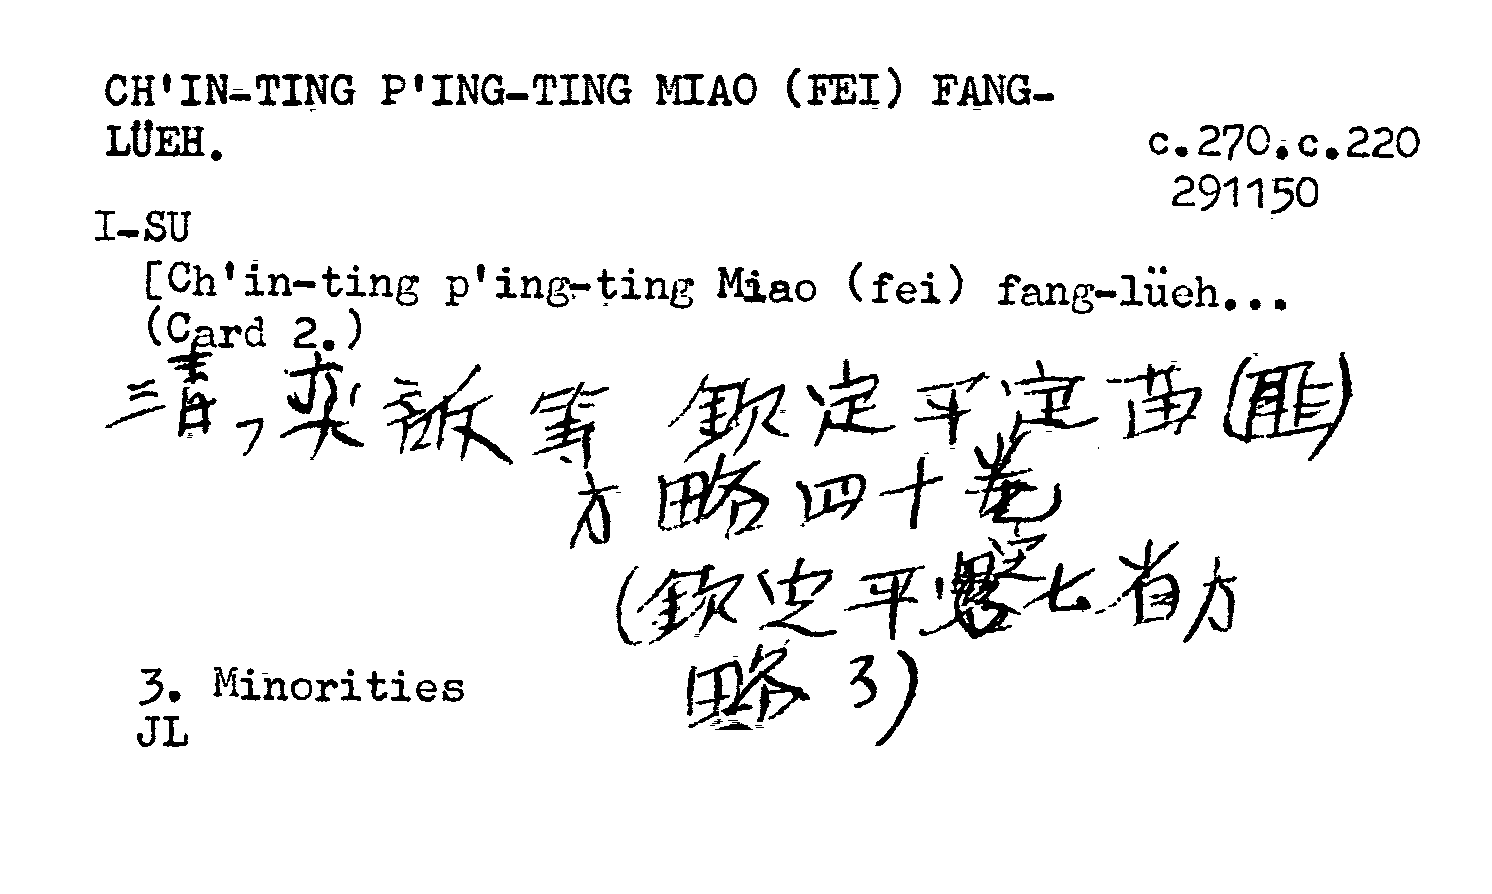 CH'IN-TING P'ING-TING MIAO (FEI) FANG-
LÜEH.
c.270.c.220
291150
I-SU
[Ch'in-ting p'ing-ting Miao (fei) fang-lüeh...
(Card 2.)
清,奕訴等 欽定平定苗(匪)
方略四十卷
(欽定平七省方
略3)
3. Minorities
JL